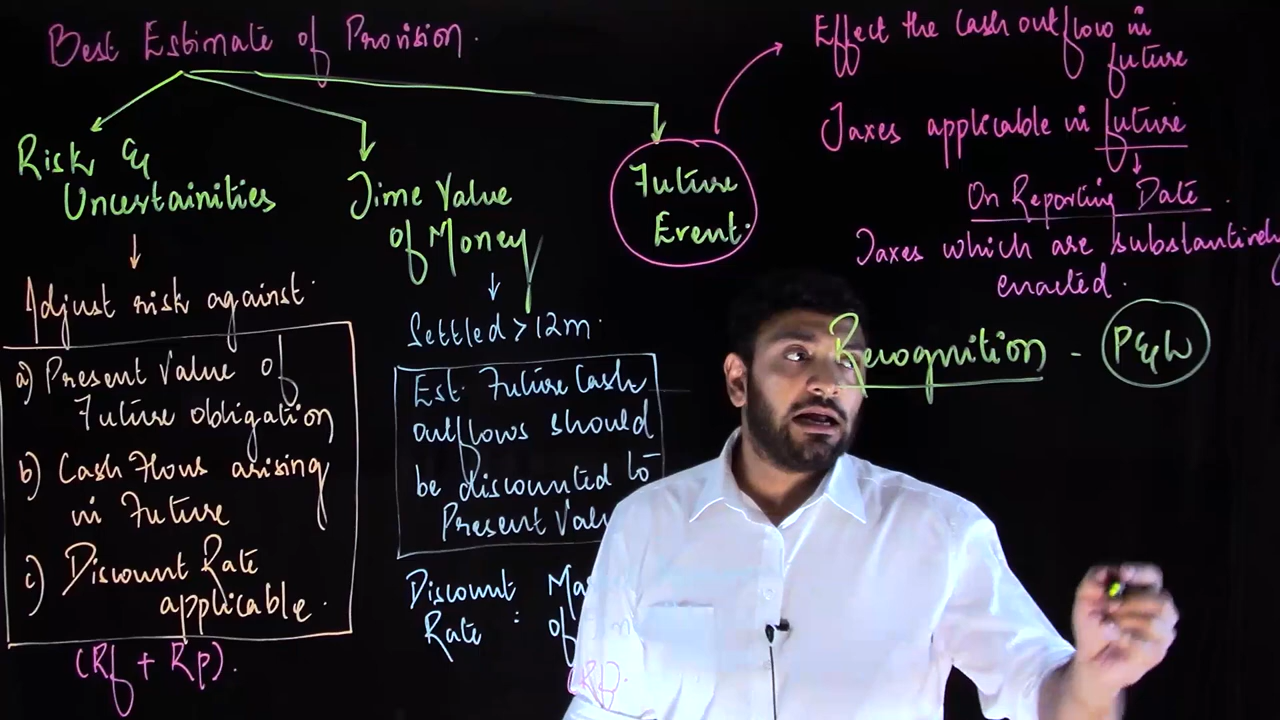 Best Estimate of Provision.
Risk &
Uncertainities
Adjust risk against
a) Present Value of
Future obligation
b) Cash flows arising
in Future
c) Discount Rate
applicable.
(Rf + Rp).
Time Value
of Money
Settled > 12m.
Est. Future Cash
outflows should
be discounted to
Present Valu
Discount
Rate :
Future
Event.
Effect the cash outflow in
future
Taxes applicable in future
On Reporting Date.
Taxes which are substantively
enacted.
Recognition - P&L